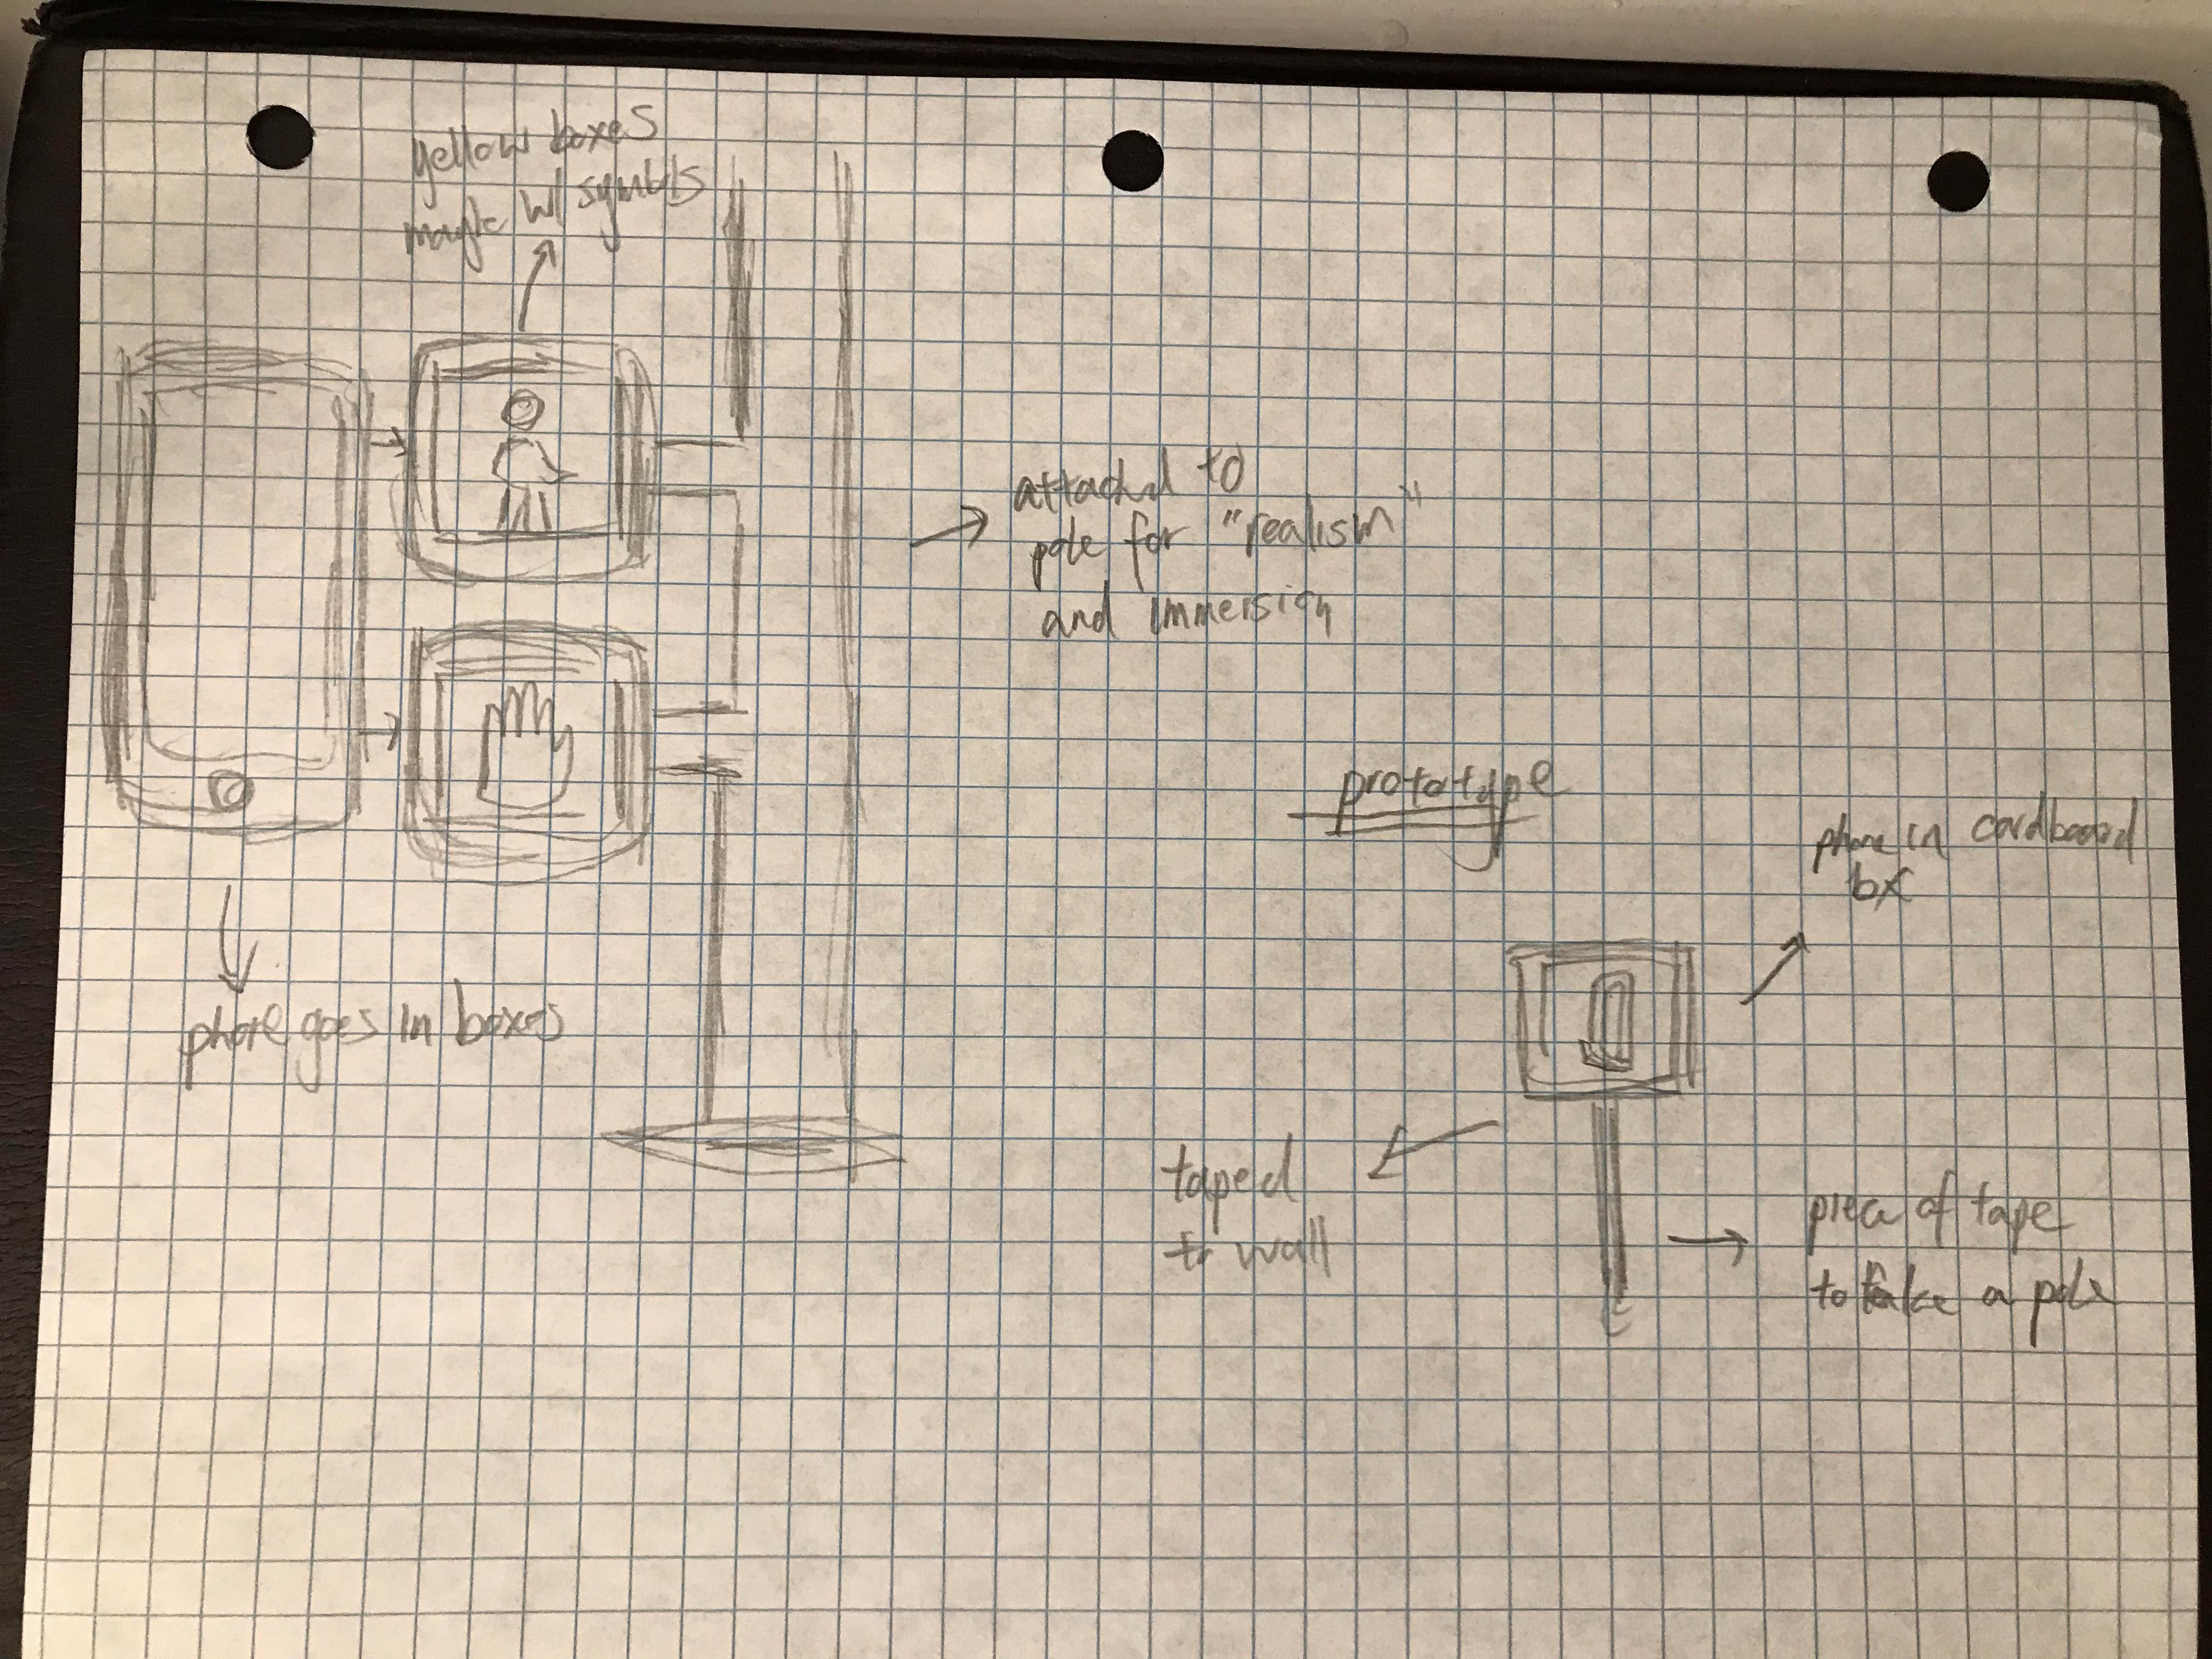 yellow boxes
maybe w/ symbols
attached to
pole for "realism"
and immersion
phone goes in boxes
prototype
phone in cardboard
box
taped
to wall
piece of tape
to fake a pole